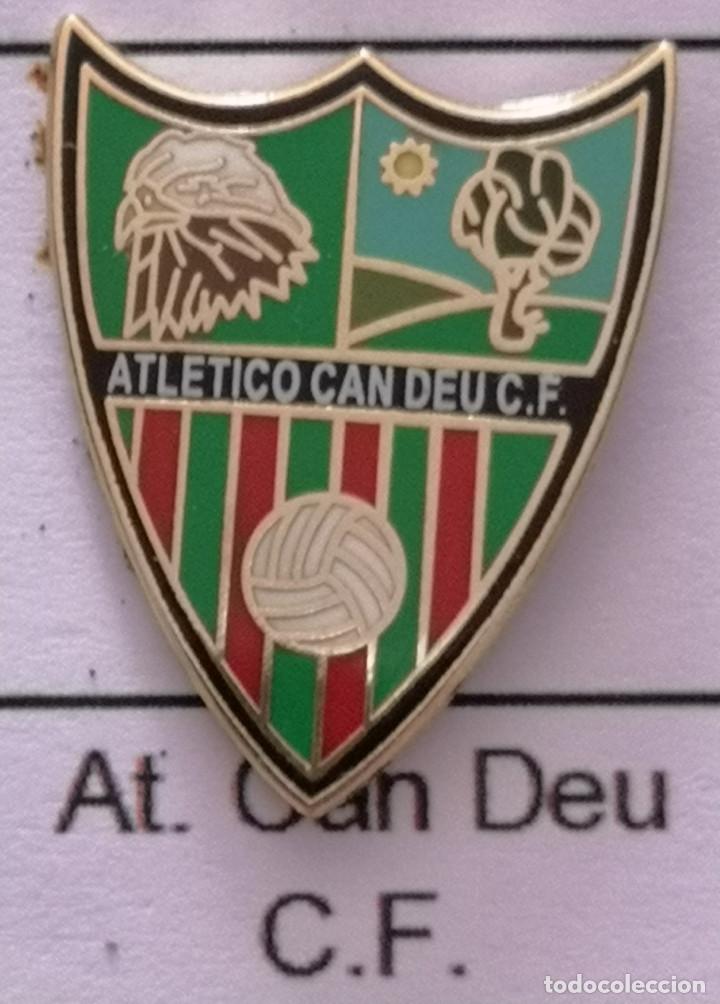 ATLETICO CAN DEU C.F.
At. Can Deu
C.F.
todocoleccion